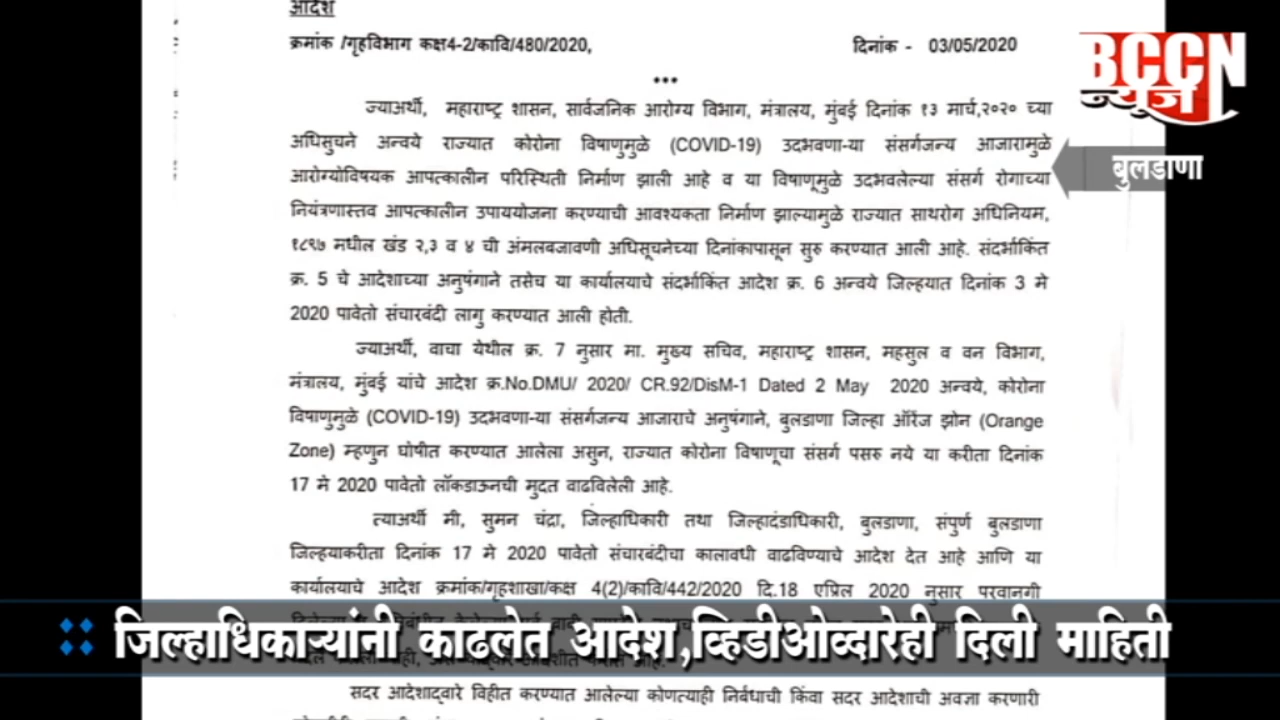 आदेश
क्रमांक /गृहविभाग कक्ष4-2/कावि/480/2020,
दिनांक - 03/05/2020
***
ज्याअर्थी, महाराष्ट्र शासन, सार्वजनिक आरोग्य विभाग, मंत्रालय, मुंबई दिनांक १३ मार्च,२०२० च्या
अधिसुचने अन्वये राज्यात कोरोना विषाणुमुळे (COVID-19) उदभवणा-या संसर्गजन्य आजारामुळे
आरोग्योविषयक आपत्कालीन परिस्थिती निर्माण झाली आहे व या विषाणूमुळे उदभवलेल्या संसर्ग रोगाच्या
नियंत्रणास्तव आपत्कालीन उपाययोजना करण्याची आवश्यकता निर्माण झाल्यामुळे राज्यात साथरोग अधिनियम,
१८९७ मधील खंड २,३ व ४ ची अंमलबजावणी अधिसूचनेच्या दिनांकापासून सुरु करण्यात आली आहे. संदर्भाकिंत
क्र. 5 चे आदेशाच्या अनुषंगाने तसेच या कार्यालयाचे संदर्भाकिंत आदेश क्र. 6 अन्वये जिल्हयात दिनांक 3 मे
2020 पावेतो संचारबंदी लागु करण्यात आली होती.
ज्याअर्थी, वाचा येथील क्र. 7 नुसार मा. मुख्य सचिव, महाराष्ट्र शासन, महसुल व वन विभाग,
मंत्रालय, मुंबई यांचे आदेश क्र.No.DMU/ 2020/ CR.92/DisM-1 Dated 2 May 2020 अन्वये, कोरोना
विषाणुमुळे (COVID-19) उदभवणा-या संसर्गजन्य आजाराचे अनुषंगाने, बुलडाणा जिल्हा ऑरेंज झोन (Orange
Zone) म्हणुन घोषीत करण्यात आलेला असुन, राज्यात कोरोना विषाणूचा संसर्ग पसरु नये या करीता दिनांक
17 मे 2020 पावेतो लॉकडाऊनची मुदत वाढविलेली आहे.
त्याअर्थी मी, सुमन चंद्रा, जिल्हाधिकारी तथा जिल्हादंडाधिकारी, बुलडाणा, संपुर्ण बुलडाणा
जिल्हयाकरीता दिनांक 17 मे 2020 पावेतो संचारबंदीचा कालावधी वाढविण्याचे आदेश देत आहे आणि या
कार्यालयाचे आदेश क्रमांक/गृहशाखा/कक्ष 4(2)/कावि/442/2020 दि.18 एप्रिल 2020 नुसार परवानगी
सदर आदेशाद्वारे विहीत करण्यात आलेल्या कोणत्याही निर्बंधाची किंवा सदर आदेशाची अवज्ञा करणारी
BCCN
न्यूज
बुलडाणा
जिल्हाधिकाऱ्यांनी काढलेत आदेश,व्हिडीओव्दारेही दिली माहिती